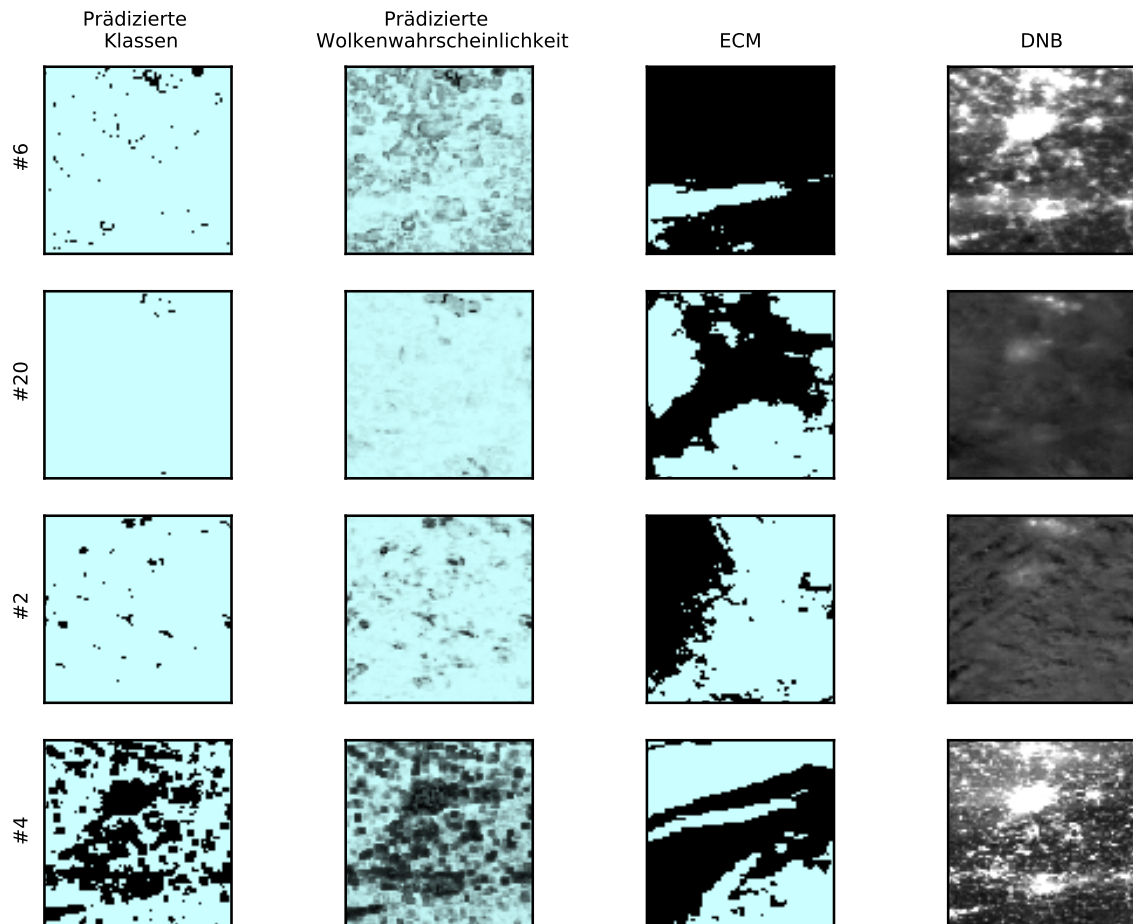 Prädizierte
Klassen
Prädizierte
Wolkenwahrscheinlichkeit
ECM
DNB
#6
#20
#2
#4